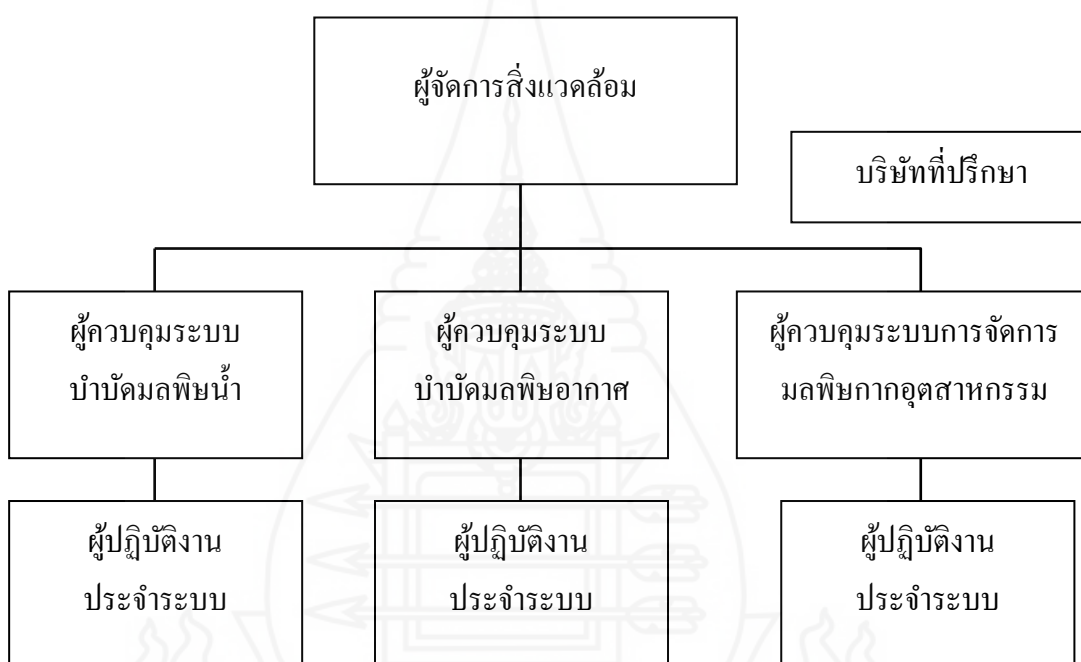 ผู้จัดการสิ่งแวดล้อม
บริษัทที่ปรึกษา
ผู้ควบคุมระบบ
บำบัดมลพิษน้ำ
ผู้ควบคุมระบบ
บำบัดมลพิษอากาศ
ผู้ควบคุมระบบการจัดการ
มลพิษกากอุตสาหกรรม
ผู้ปฏิบัติงาน
ประจำระบบ
ผู้ปฏิบัติงาน
ประจำระบบ
ผู้ปฏิบัติงาน
ประจำระบบ